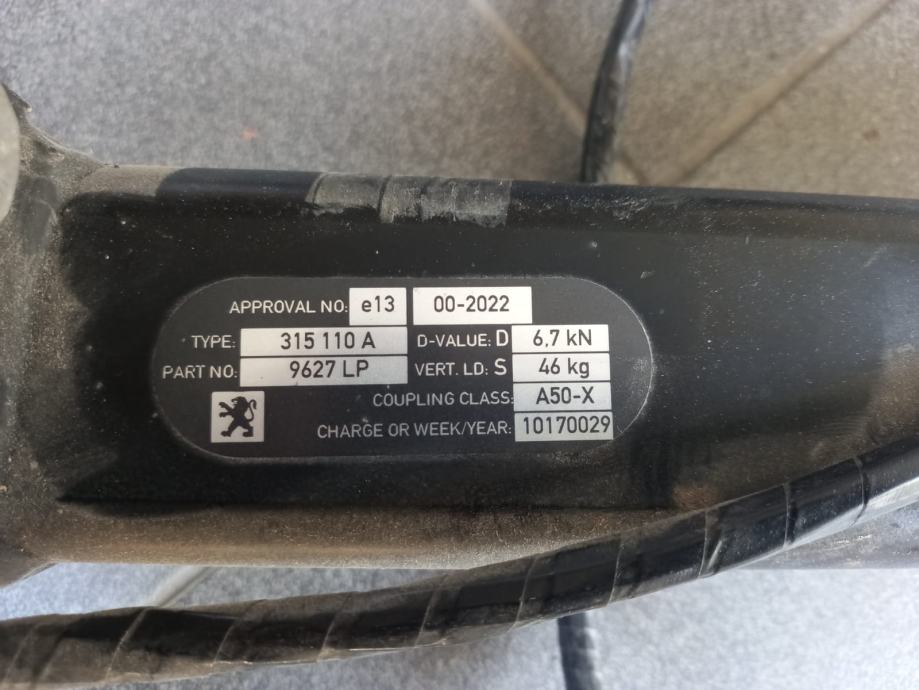 APPROVAL NO: e13 00-2022
TYPE: 315 110 A D-VALUE: D 6,7 kN
PART NO: 9627 LP VERT. LD: S 46 kg
COUPLING CLASS: A50-X
CHARGE OR WEEK/YEAR: 10170029